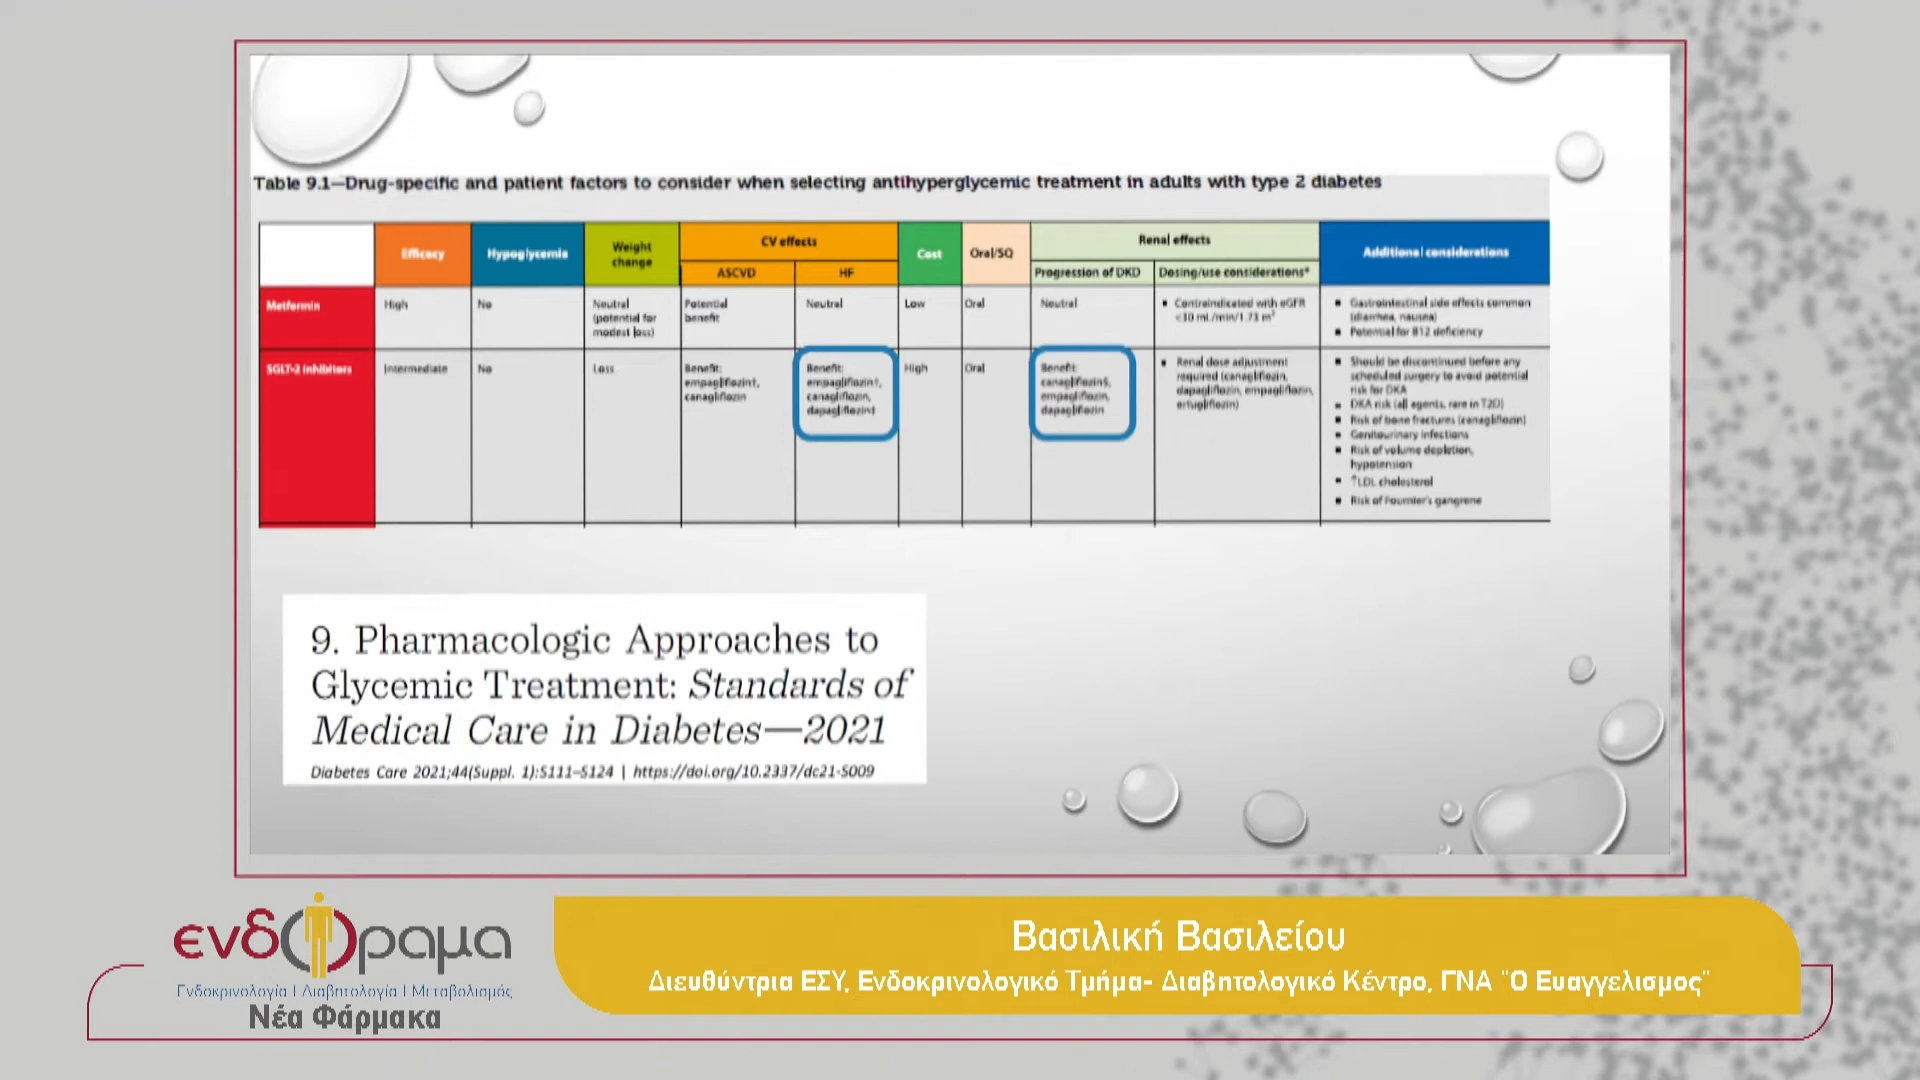 Table 9.1—Drug-specific and patient factors to consider when selecting antihyperglycemic treatment in adults with type 2 diabetes
Efficacy
Hypoglycemia
Weight
change
CV effects
ASCVD
HF
Cost
Oral/SQ
Renal effects
Progression of DKD
Dosing/use considerations*
Additional considerations
Metformin
High
No
Neutral
(potential for
modest loss)
Potential
benefit
Neutral
Low
Oral
Neutral
▪ Contraindicated with eGFR
<30 mL/min/1.73 m²
▪ Gastrointestinal side effects common
(diarrhea, nausea)
▪ Potential for B12 deficiency
SGLT-2 inhibitors
Intermediate
No
Loss
Benefit:
empagliflozin†,
canagliflozin
Benefit:
empagliflozin†,
canagliflozin,
dapagliflozin‡
High
Oral
Benefit:
canagliflozin§,
empagliflozin,
dapagliflozin
▪ Renal dose adjustment
required (canagliflozin,
dapagliflozin, empagliflozin,
ertugliflozin)
▪ Should be discontinued before any
scheduled surgery to avoid potential
risk for DKA
▪ DKA risk (all agents, rare in T2D)
▪ Risk of bone fractures (canagliflozin)
▪ Genitourinary infections
▪ Risk of volume depletion,
hypotension
▪ ↑LDL cholesterol
▪ Risk of Fournier's gangrene
9. Pharmacologic Approaches to
Glycemic Treatment: Standards of
Medical Care in Diabetes—2021
Diabetes Care 2021;44(Suppl. 1):S111–S124 | https://doi.org/10.2337/dc21-S009
ενδόραμα
Ενδοκρινολογία | Διαβητολογία | Μεταβολισμός
Νέα Φάρμακα
Βασιλική Βασιλείου
Διευθύντρια ΕΣΥ, Ενδοκρινολογικό Τμήμα- Διαβητολογικό Κέντρο, ΓΝΑ "Ο Ευαγγελισμος"